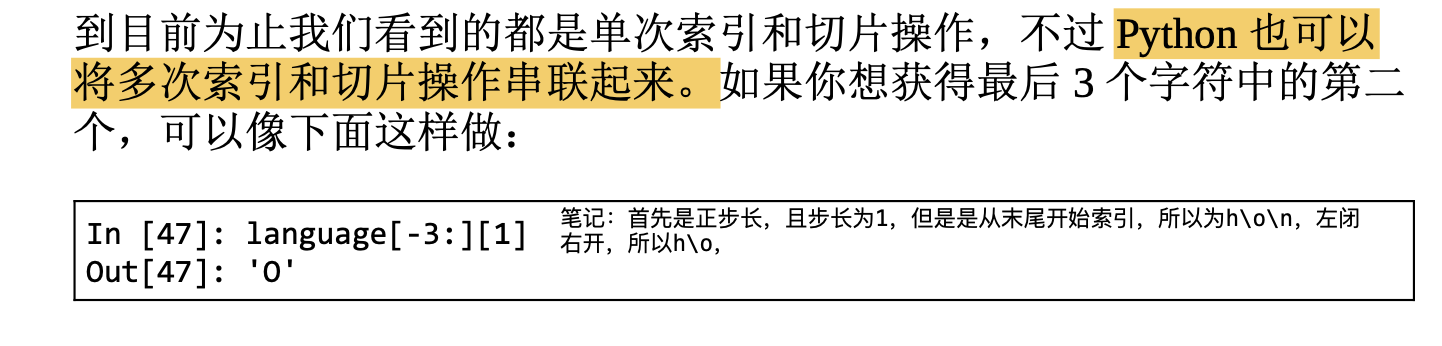 到目前为止我们看到的都是单次索引和切片操作，不过 Python 也可以
将多次索引和切片操作串联起来。如果你想获得最后 3 个字符中的第二
个，可以像下面这样做：
In [47]: language[-3:][1]
Out[47]: 'O'
笔记：首先是正步长，且步长为1，但是是从末尾开始索引，所以为h\o\n，左闭
右开，所以h\o，